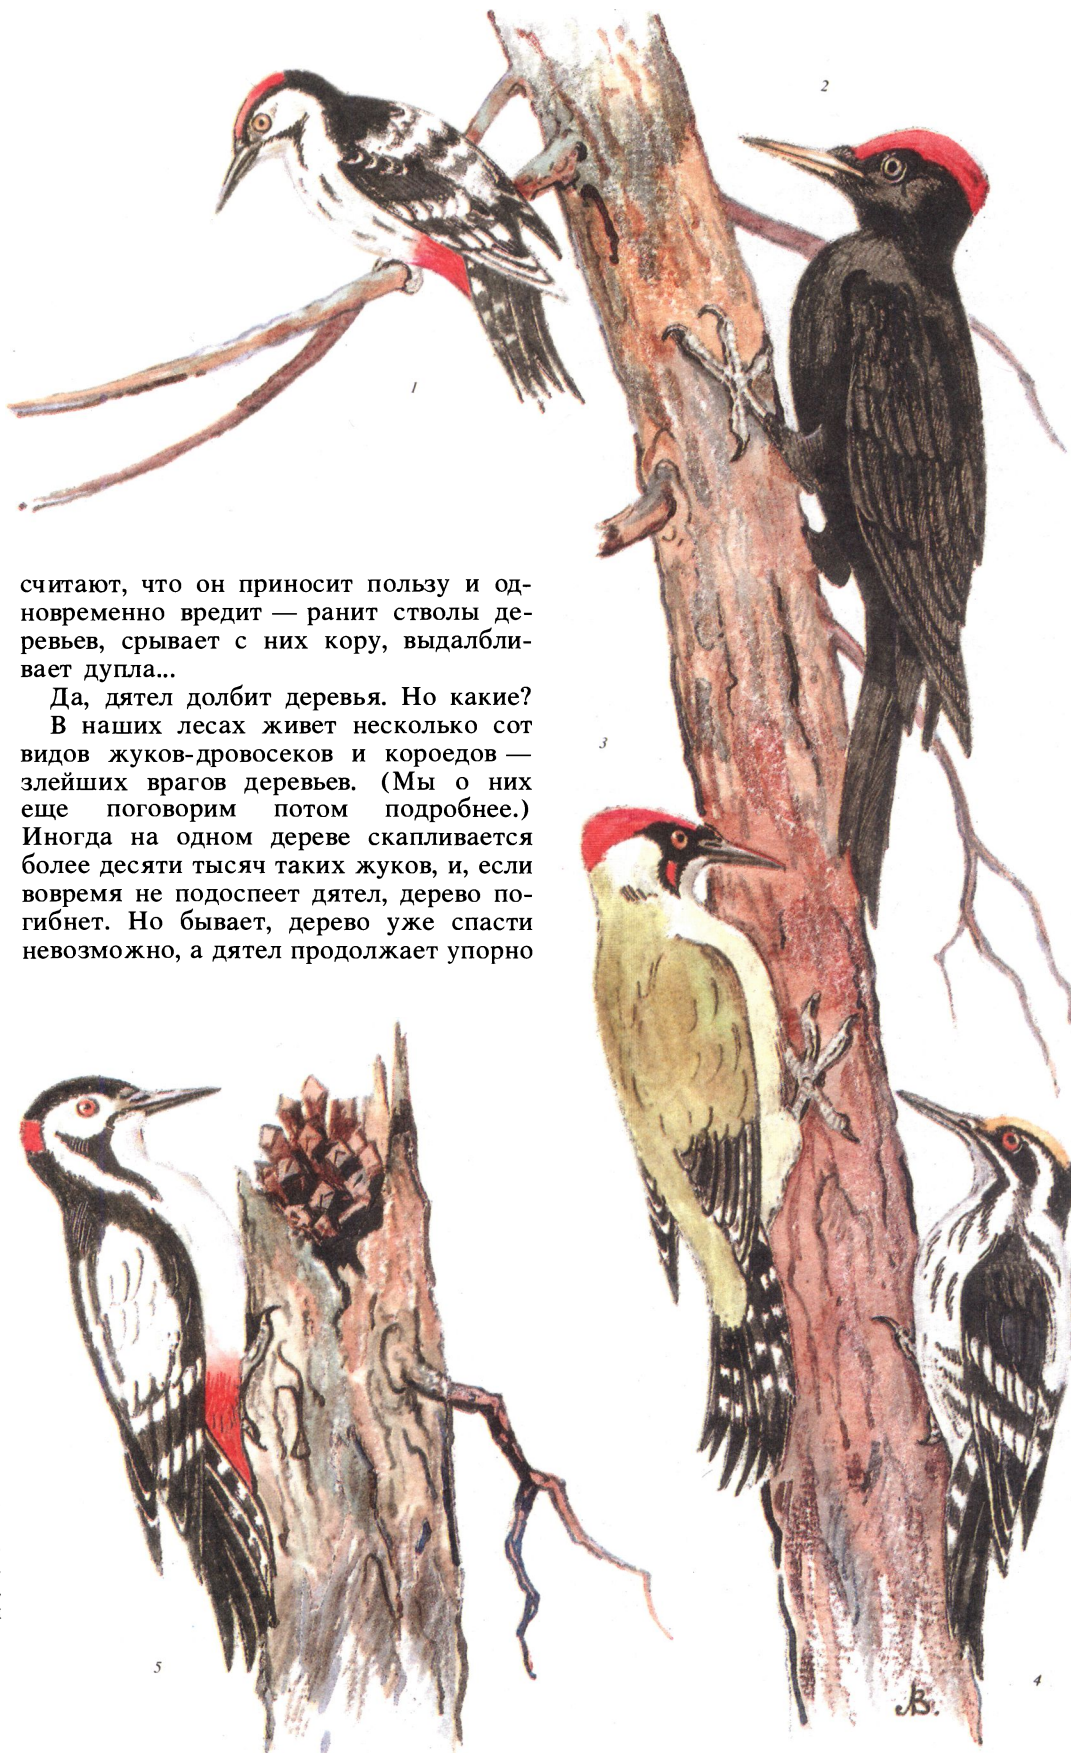 1
2
считают, что он приносит пользу и од-
новременно вредит — ранит стволы де-
ревьев, срывает с них кору, выдалбли-
вает дупла...
Да, дятел долбит деревья. Но какие?
В наших лесах живет несколько сот
видов жуков-дровосеков и короедов —
злейших врагов деревьев. (Мы о них
еще поговорим потом подробнее.)
Иногда на одном дереве скапливается
более десяти тысяч таких жуков, и, если
вовремя не подоспеет дятел, дерево по-
гибнет. Но бывает, дерево уже спасти
невозможно, а дятел продолжает упорно
3
5
4